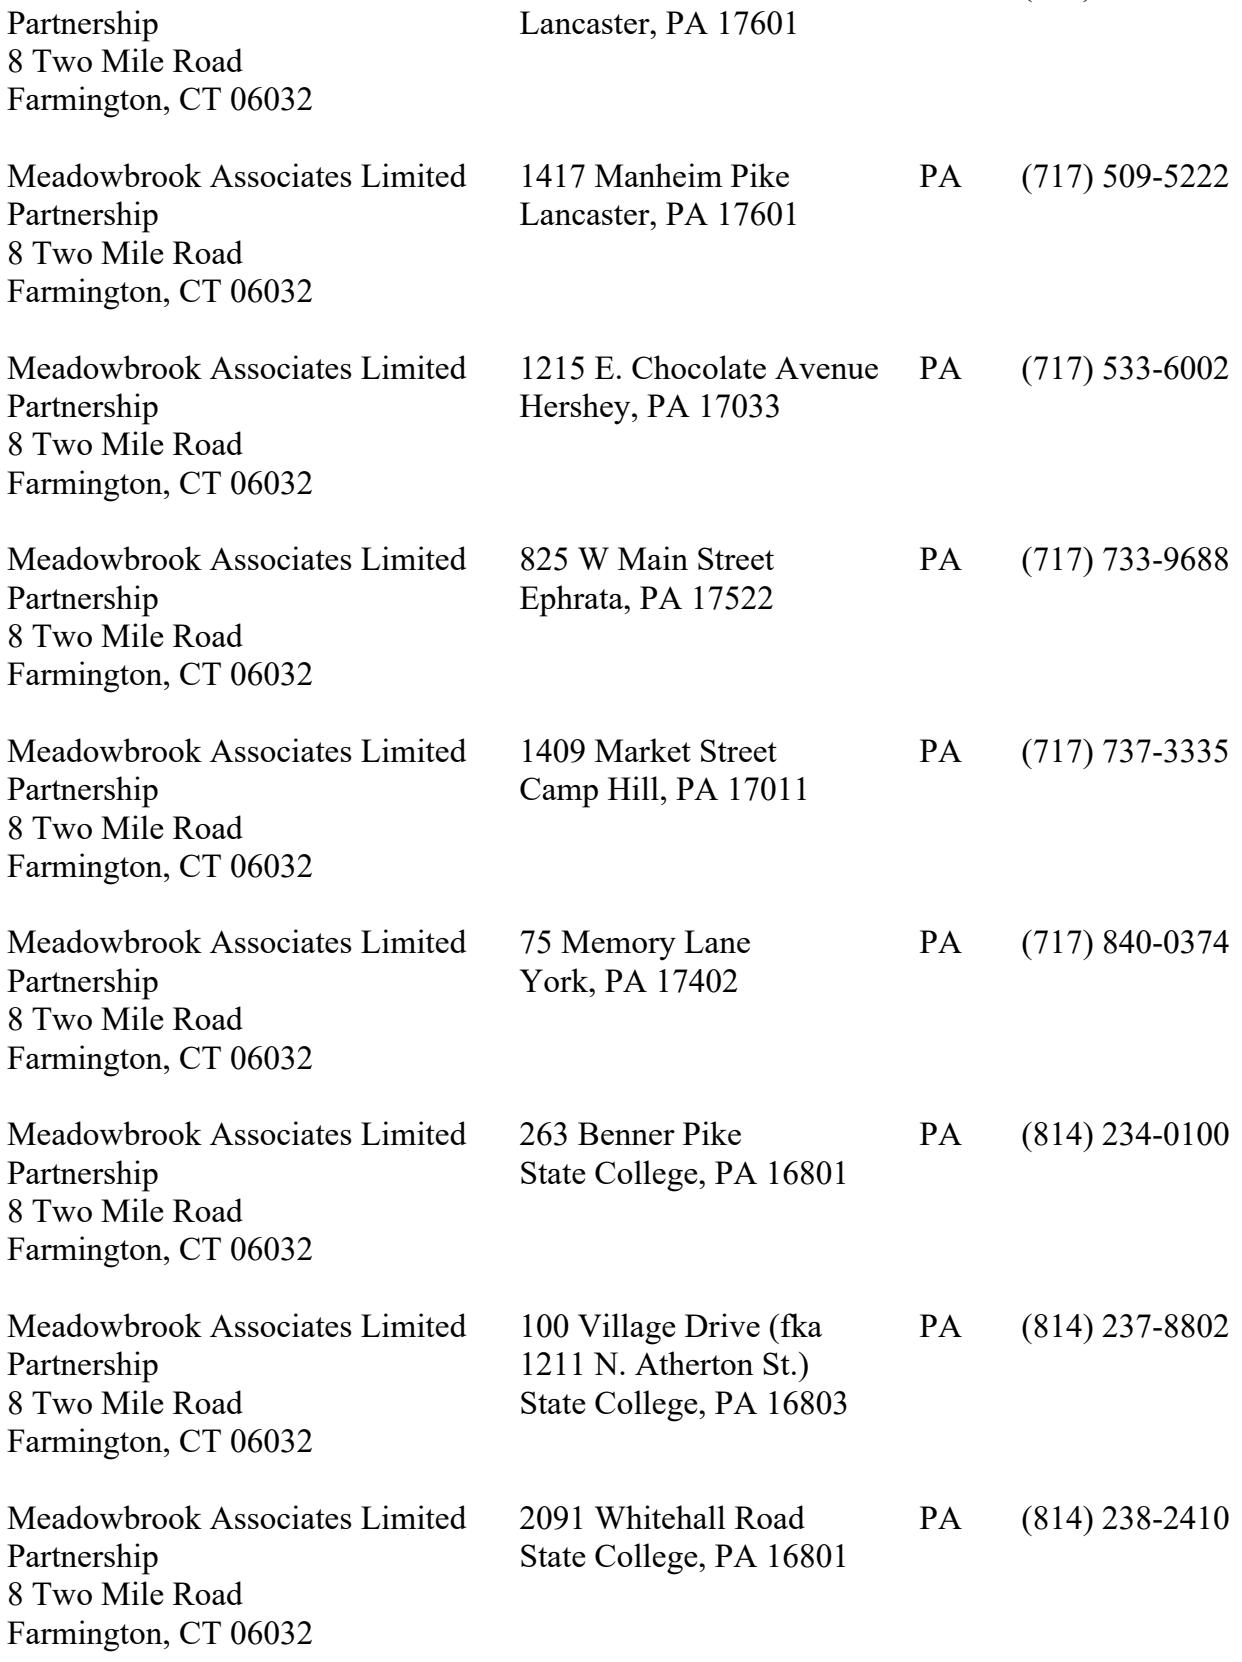 Partnership Lancaster, PA 17601
8 Two Mile Road
Farmington, CT 06032
Meadowbrook Associates Limited 1417 Manheim Pike PA (717) 509-5222
Partnership Lancaster, PA 17601
8 Two Mile Road
Farmington, CT 06032
Meadowbrook Associates Limited 1215 E. Chocolate Avenue PA (717) 533-6002
Partnership Hershey, PA 17033
8 Two Mile Road
Farmington, CT 06032
Meadowbrook Associates Limited 825 W Main Street PA (717) 733-9688
Partnership Ephrata, PA 17522
8 Two Mile Road
Farmington, CT 06032
Meadowbrook Associates Limited 1409 Market Street PA (717) 737-3335
Partnership Camp Hill, PA 17011
8 Two Mile Road
Farmington, CT 06032
Meadowbrook Associates Limited 75 Memory Lane PA (717) 840-0374
Partnership York, PA 17402
8 Two Mile Road
Farmington, CT 06032
Meadowbrook Associates Limited 263 Benner Pike PA (814) 234-0100
Partnership State College, PA 16801
8 Two Mile Road
Farmington, CT 06032
Meadowbrook Associates Limited 100 Village Drive (fka PA (814) 237-8802
Partnership 1211 N. Atherton St.)
8 Two Mile Road State College, PA 16803
Farmington, CT 06032
Meadowbrook Associates Limited 2091 Whitehall Road PA (814) 238-2410
Partnership State College, PA 16801
8 Two Mile Road
Farmington, CT 06032